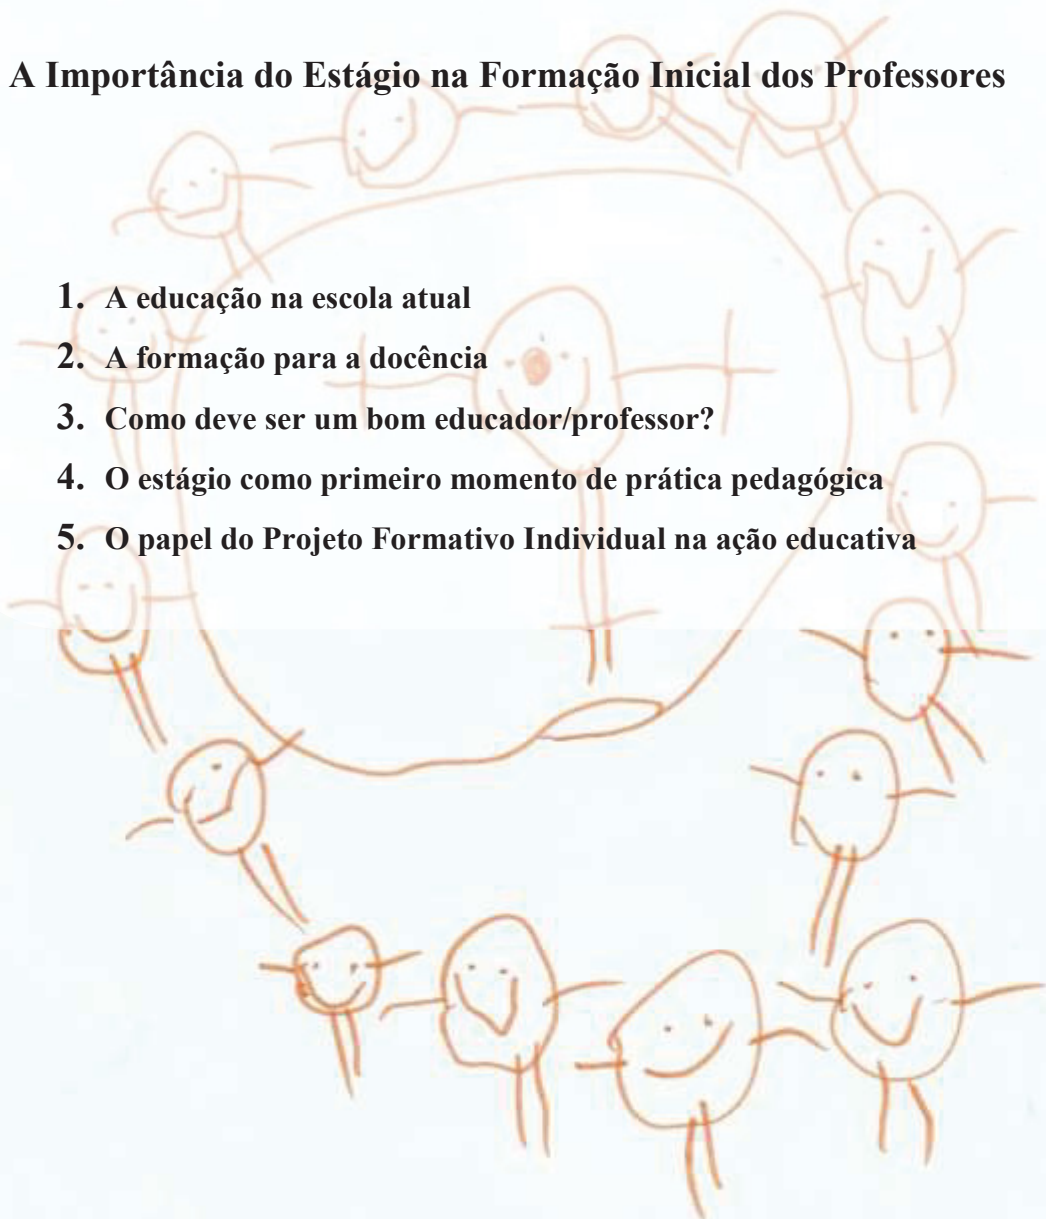 A Importância do Estágio na Formação Inicial dos Professores
1. A educação na escola atual
2. A formação para a docência
3. Como deve ser um bom educador/professor?
4. O estágio como primeiro momento de prática pedagógica
5. O papel do Projeto Formativo Individual na ação educativa